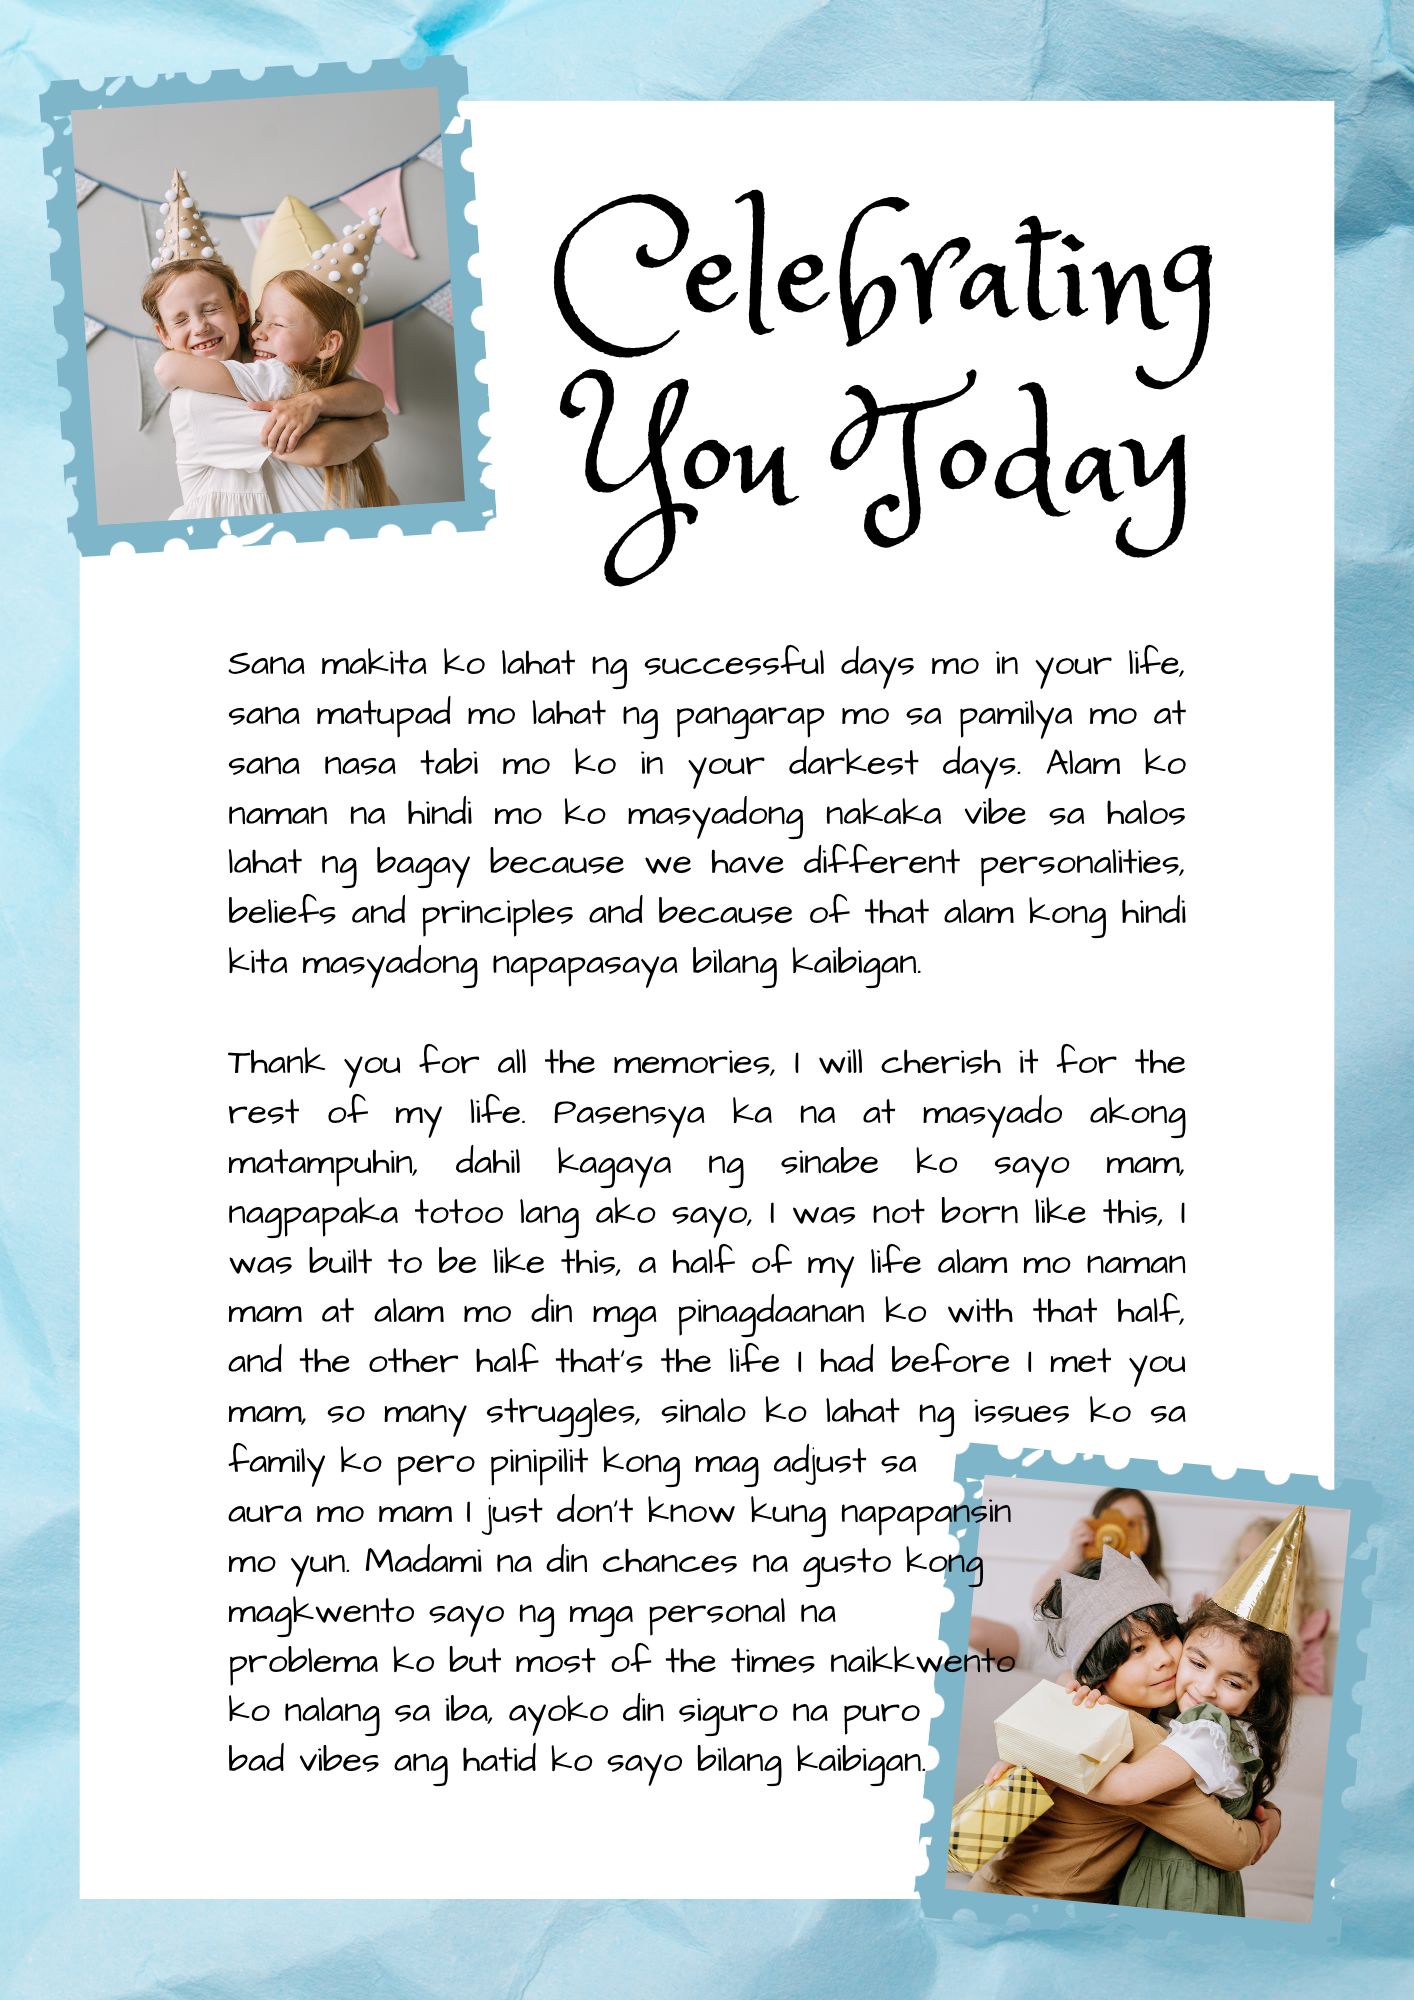 Celebrating
You Today
Sana makita ko lahat ng successful days mo in your life,
sana matupad mo lahat ng pangarap mo sa pamilya mo at
sana nasa tabi mo ko in your darkest days. Alam ko
naman na hindi mo ko masyadong nakaka vibe sa halos
lahat ng bagay because we have different personalities,
beliefs and principles and because of that alam kong hindi
kita masyadong napapasaya bilang kaibigan.
Thank you for all the memories, I will cherish it for the
rest of my life. Pasensya ka na at masyado akong
matampuhin, dahil kagaya ng sinabe ko sayo mam,
nagpapaka totoo lang ako sayo, I was not born like this, I
was built to be like this, a half of my life alam mo naman
mam at alam mo din mga pinagdaanan ko with that half,
and the other half that's the life I had before I met you
mam, so many struggles, sinalo ko lahat ng issues ko sa
family ko pero pinipilit kong mag adjust sa
aura mo mam I just don't know kung napapansin
mo yun. Madami na din chances na gusto kong
magkwento sayo ng mga personal na
problema ko but most of the times naikkwento
ko nalang sa iba, ayoko din siguro na puro
bad vibes ang hatid ko sayo bilang kaibigan.